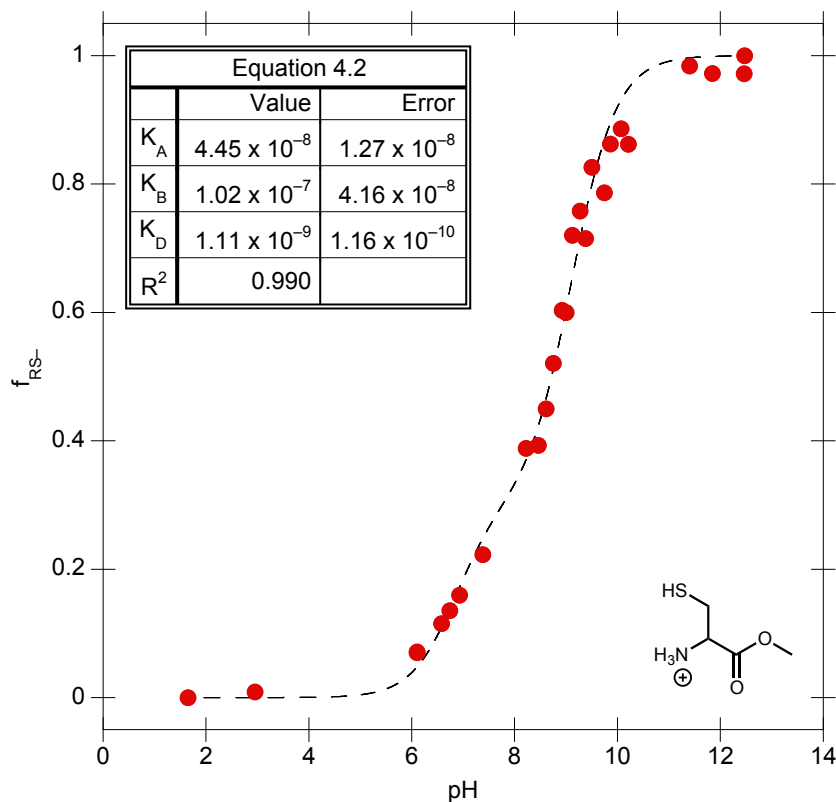 Equation 4.2
Value Error
K_A 4.45 x 10^–8 1.27 x 10^–8
K_B 1.02 x 10^–7 4.16 x 10^–8
K_D 1.11 x 10^–9 1.16 x 10^–10
R^2 0.990
1
0.8
0.6
0.4
0.2
0
f_RS–
0 2 4 6 8 10 12 14
pH
HS
H₃N
⊕
O
O